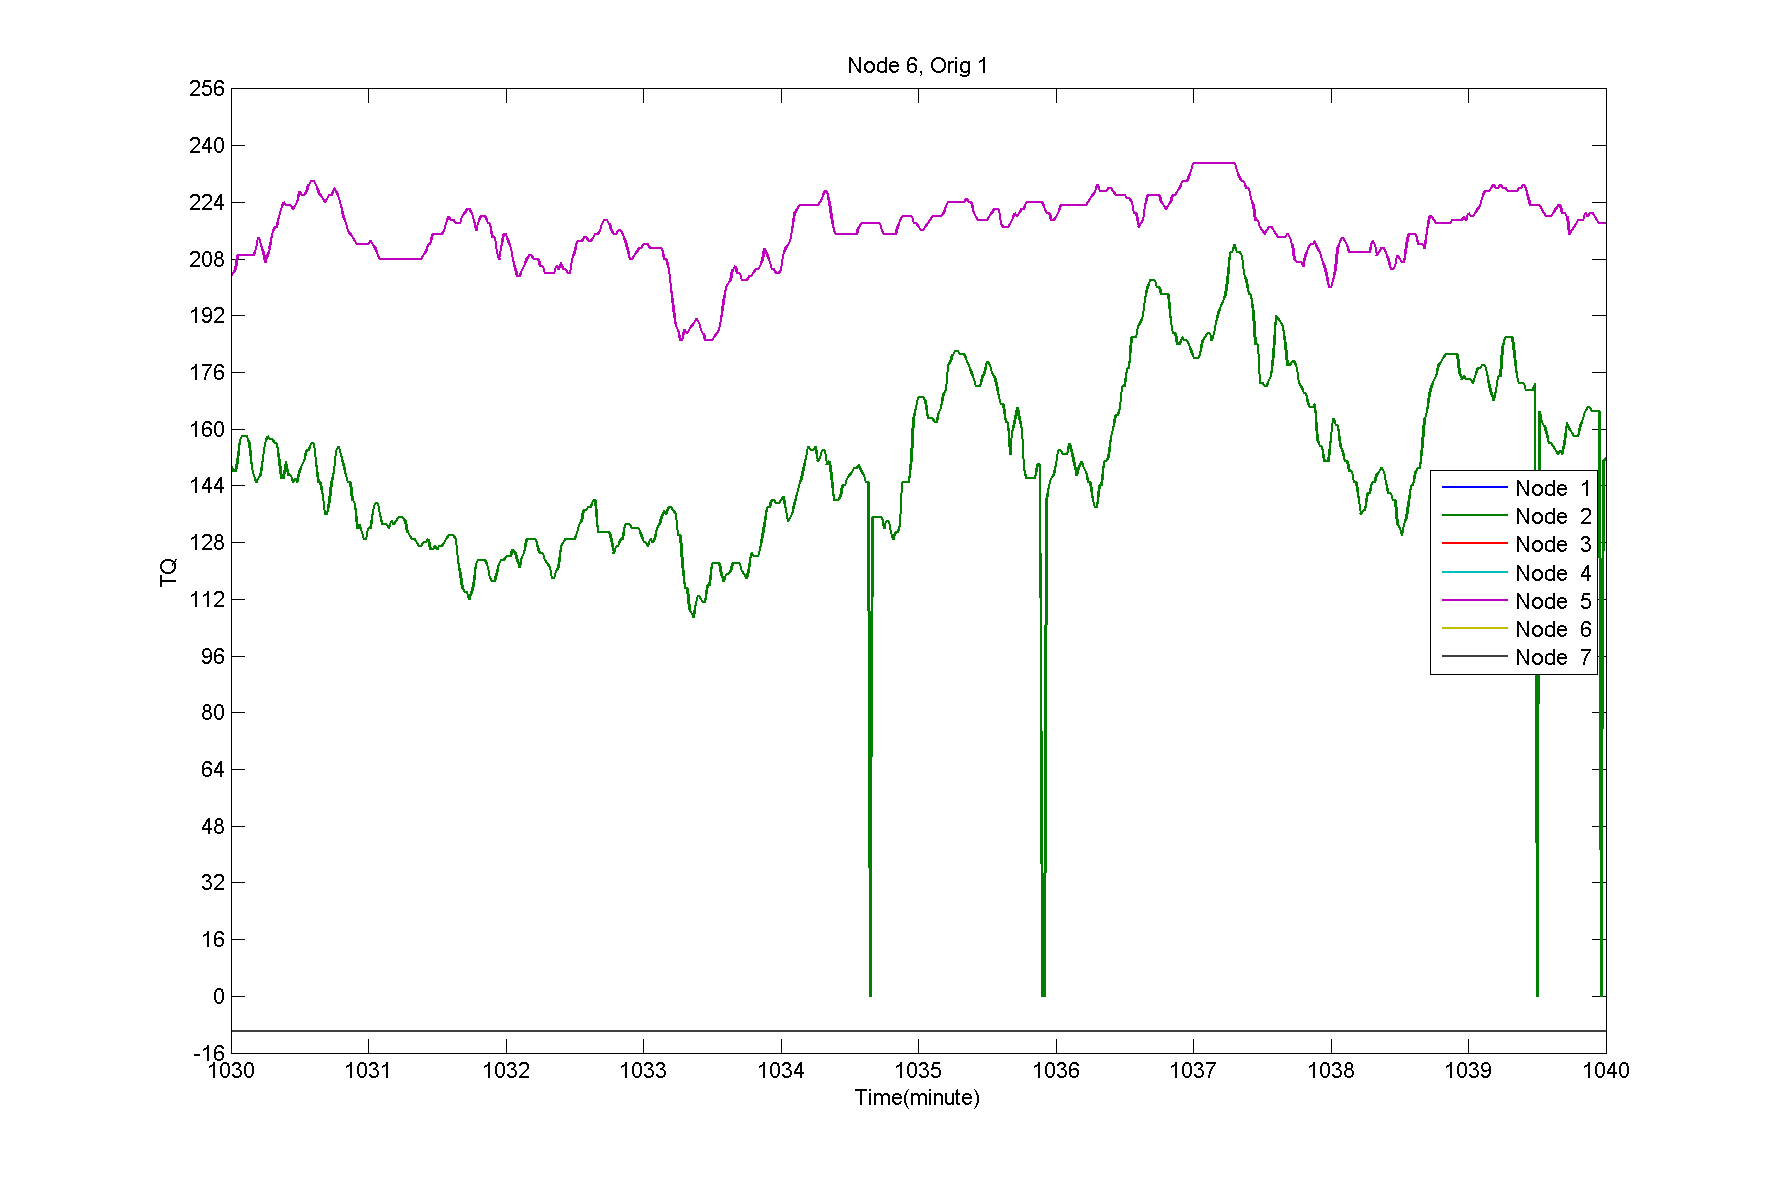 Node 6, Orig 1
256
240
224
208
192
176
160
144
128
112
96
80
64
48
32
16
0
-16
TQ
Node 1
Node 2
Node 3
Node 4
Node 5
Node 6
Node 7
1030 1031 1032 1033 1034 1035 1036 1037 1038 1039 1040
Time(minute)